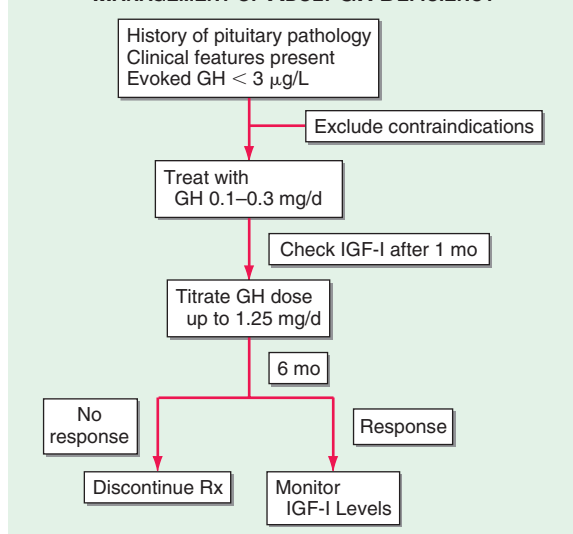 MANAGEMENT OF ADULT GH DEFICIENCY
History of pituitary pathology
Clinical features present
Evoked GH < 3 μg/L
Exclude contraindications
Treat with
GH 0.1–0.3 mg/d
Check IGF-I after 1 mo
Titrate GH dose
up to 1.25 mg/d
6 mo
No
response
Response
Discontinue Rx
Monitor
IGF-I Levels